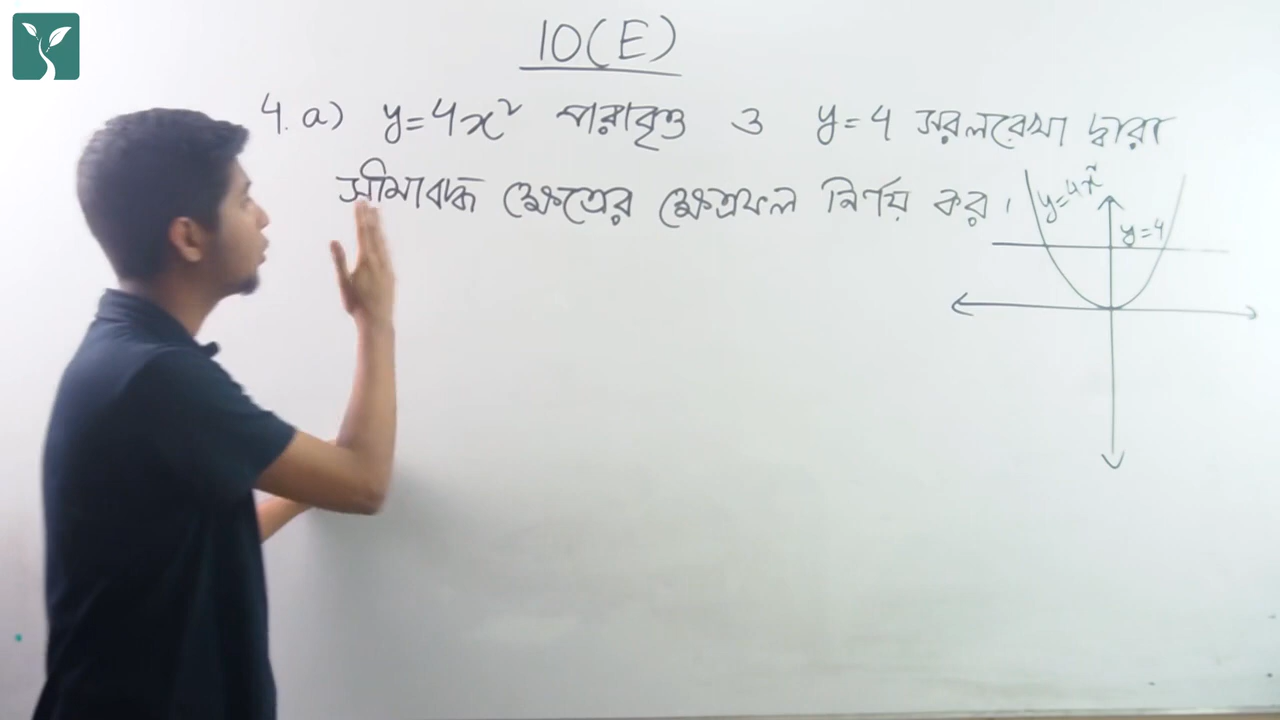 10(E)
4. a) y=4x² পরাবৃত্ত ও y=4 সরলরেখা দ্বারা
সীমাবদ্ধ ক্ষেত্রের ক্ষেত্রফল নির্ণয় কর।
y=4x²
y=4